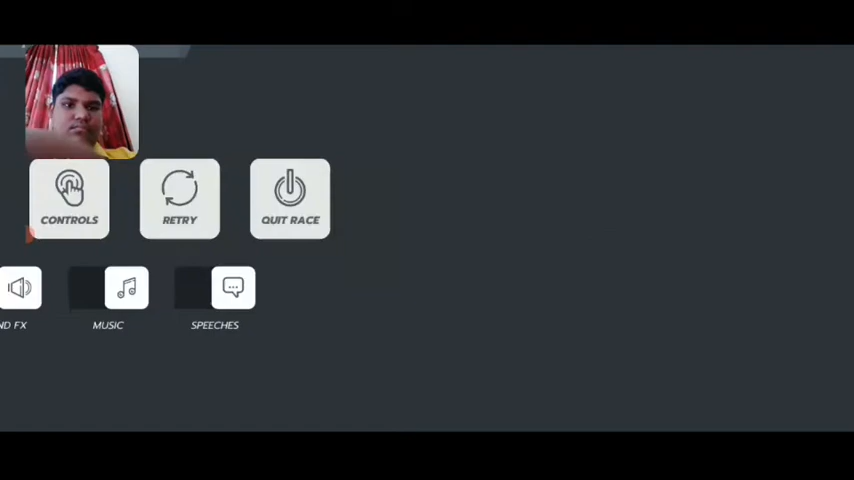 CONTROLS RETRY QUIT RACE
ND FX MUSIC SPEECHES